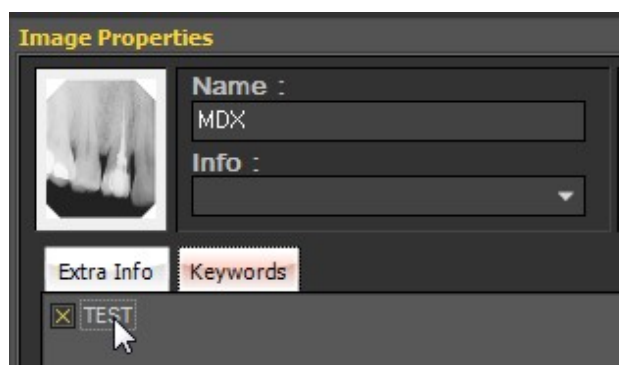 Image Properties
Name :
MDX
Info :
Extra Info
Keywords
TEST